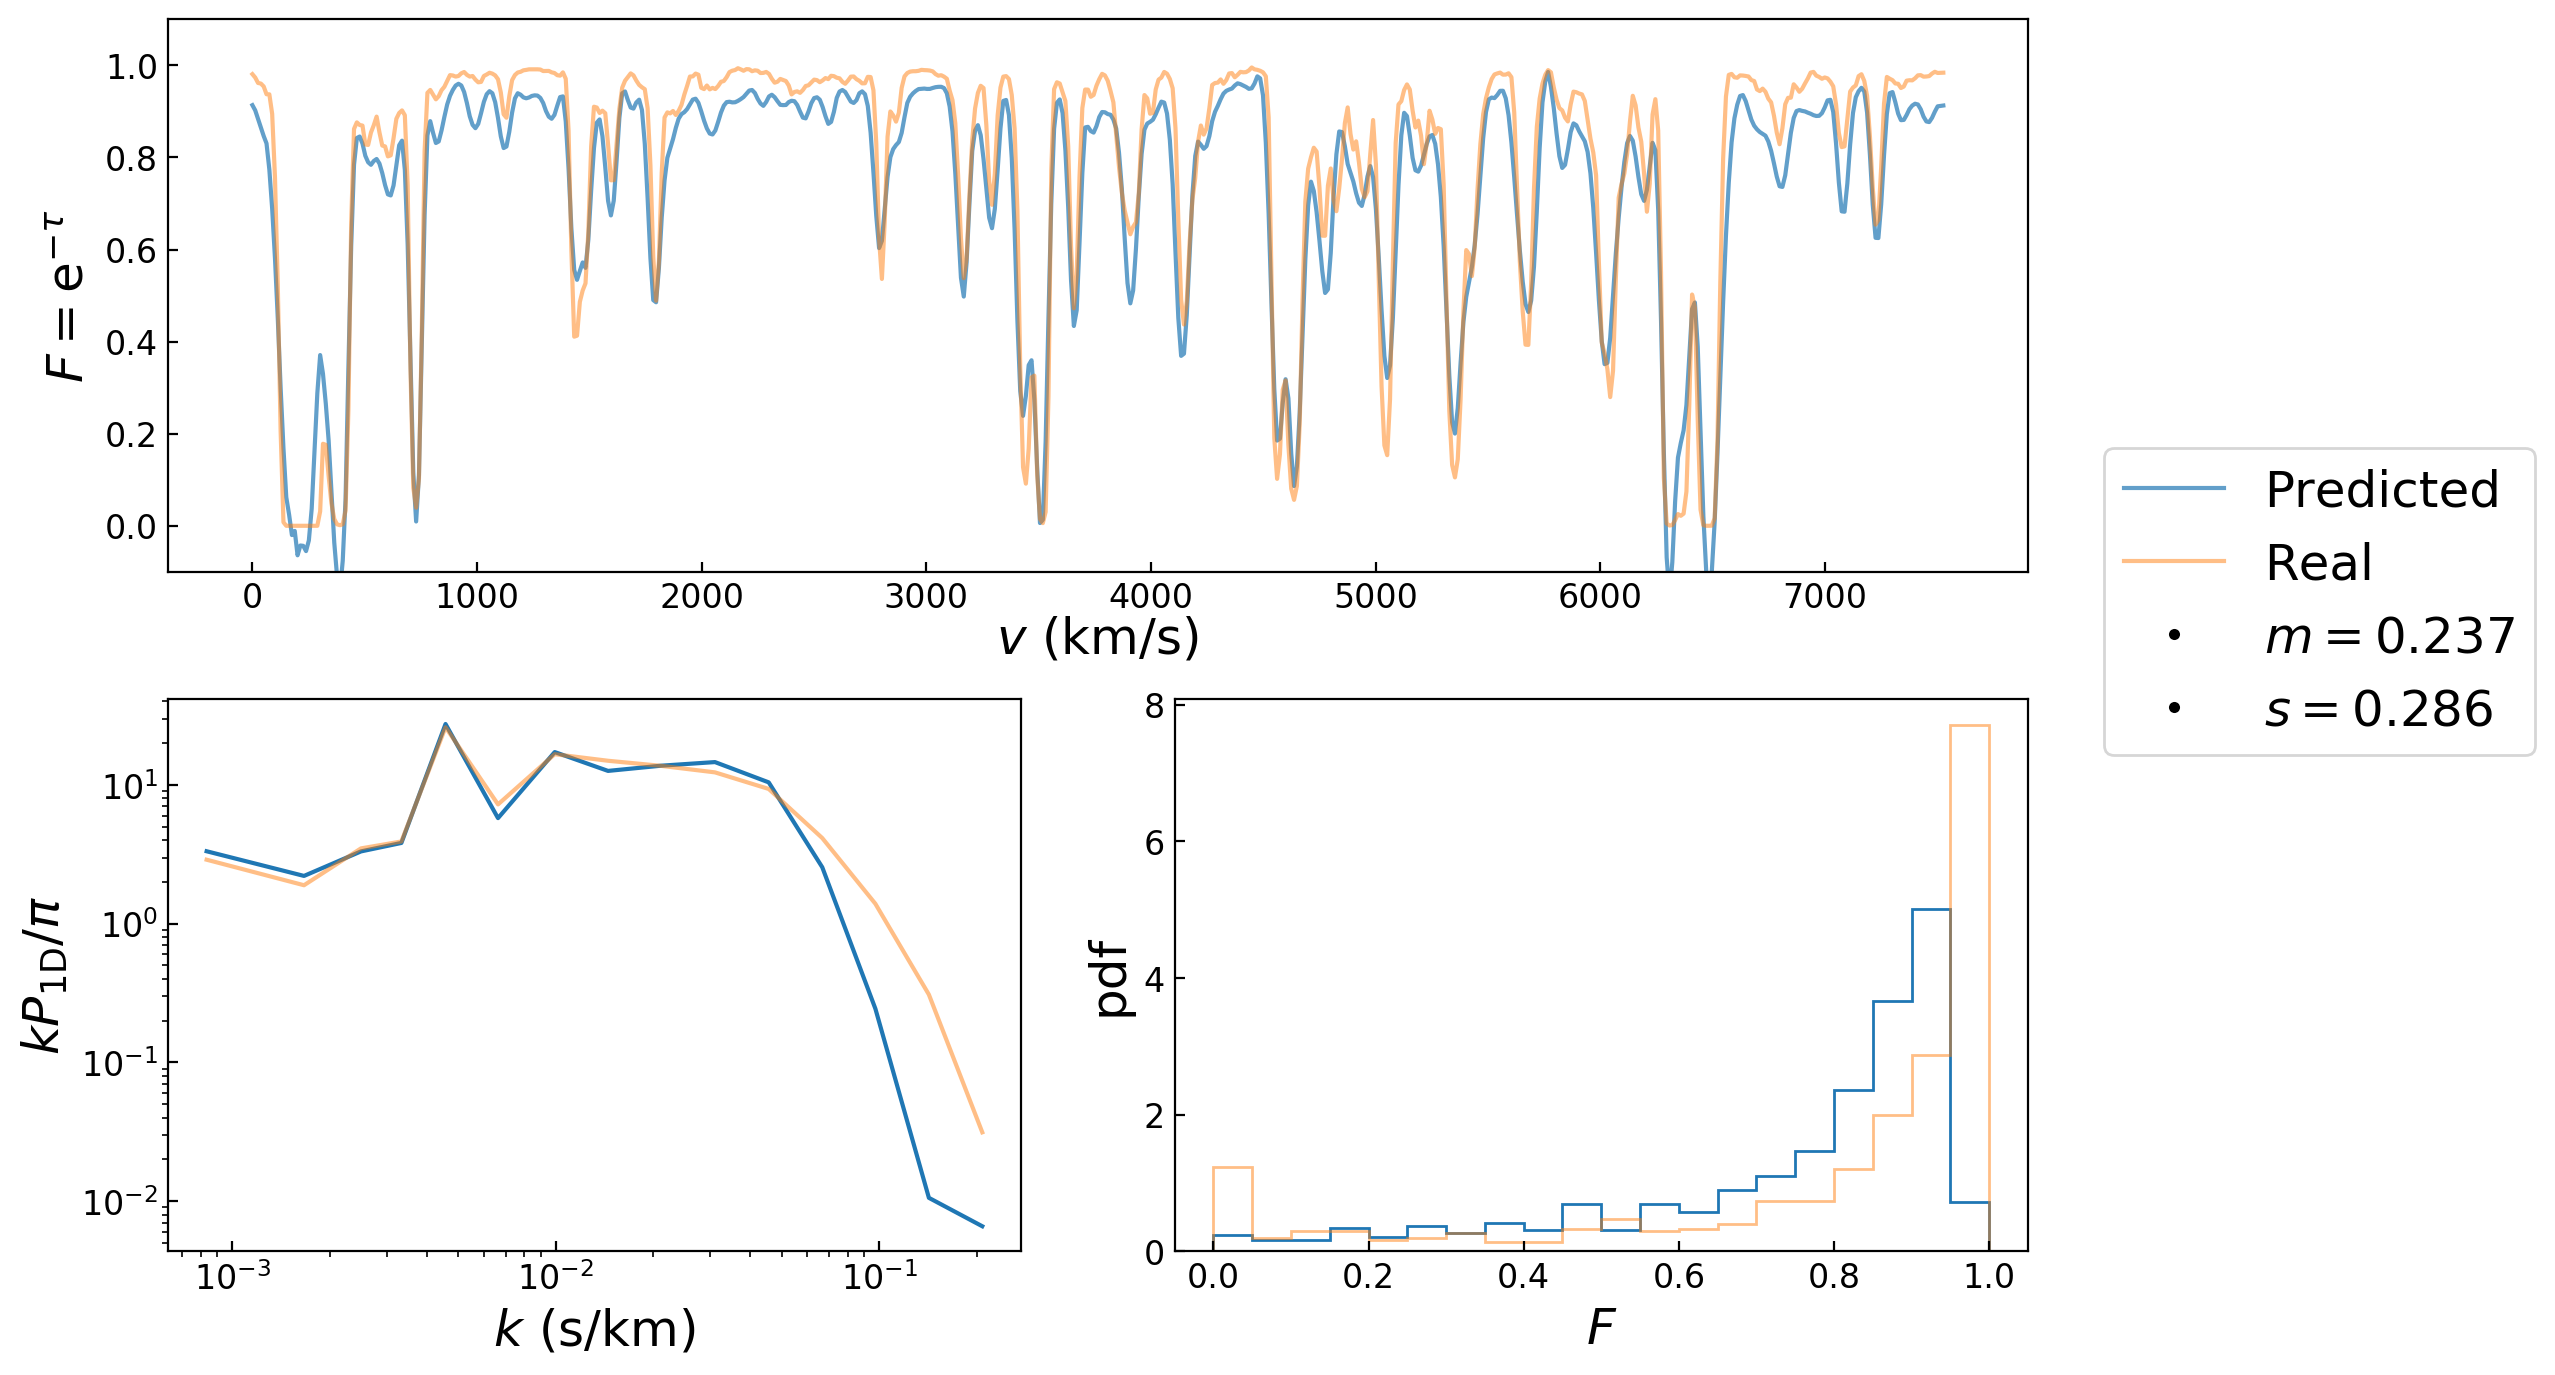 F = e^{−τ}
1.0
0.8
0.6
0.4
0.2
0.0
0 1000 2000 3000 4000 5000 6000 7000
v (km/s)
Predicted
Real
m = 0.237
s = 0.286
kP_{1D}/π
10^1
10^0
10^{−1}
10^{−2}
10^{−3} 10^{−2} 10^{−1}
k (s/km)
pdf
8
6
4
2
0
0.0 0.2 0.4 0.6 0.8 1.0
F